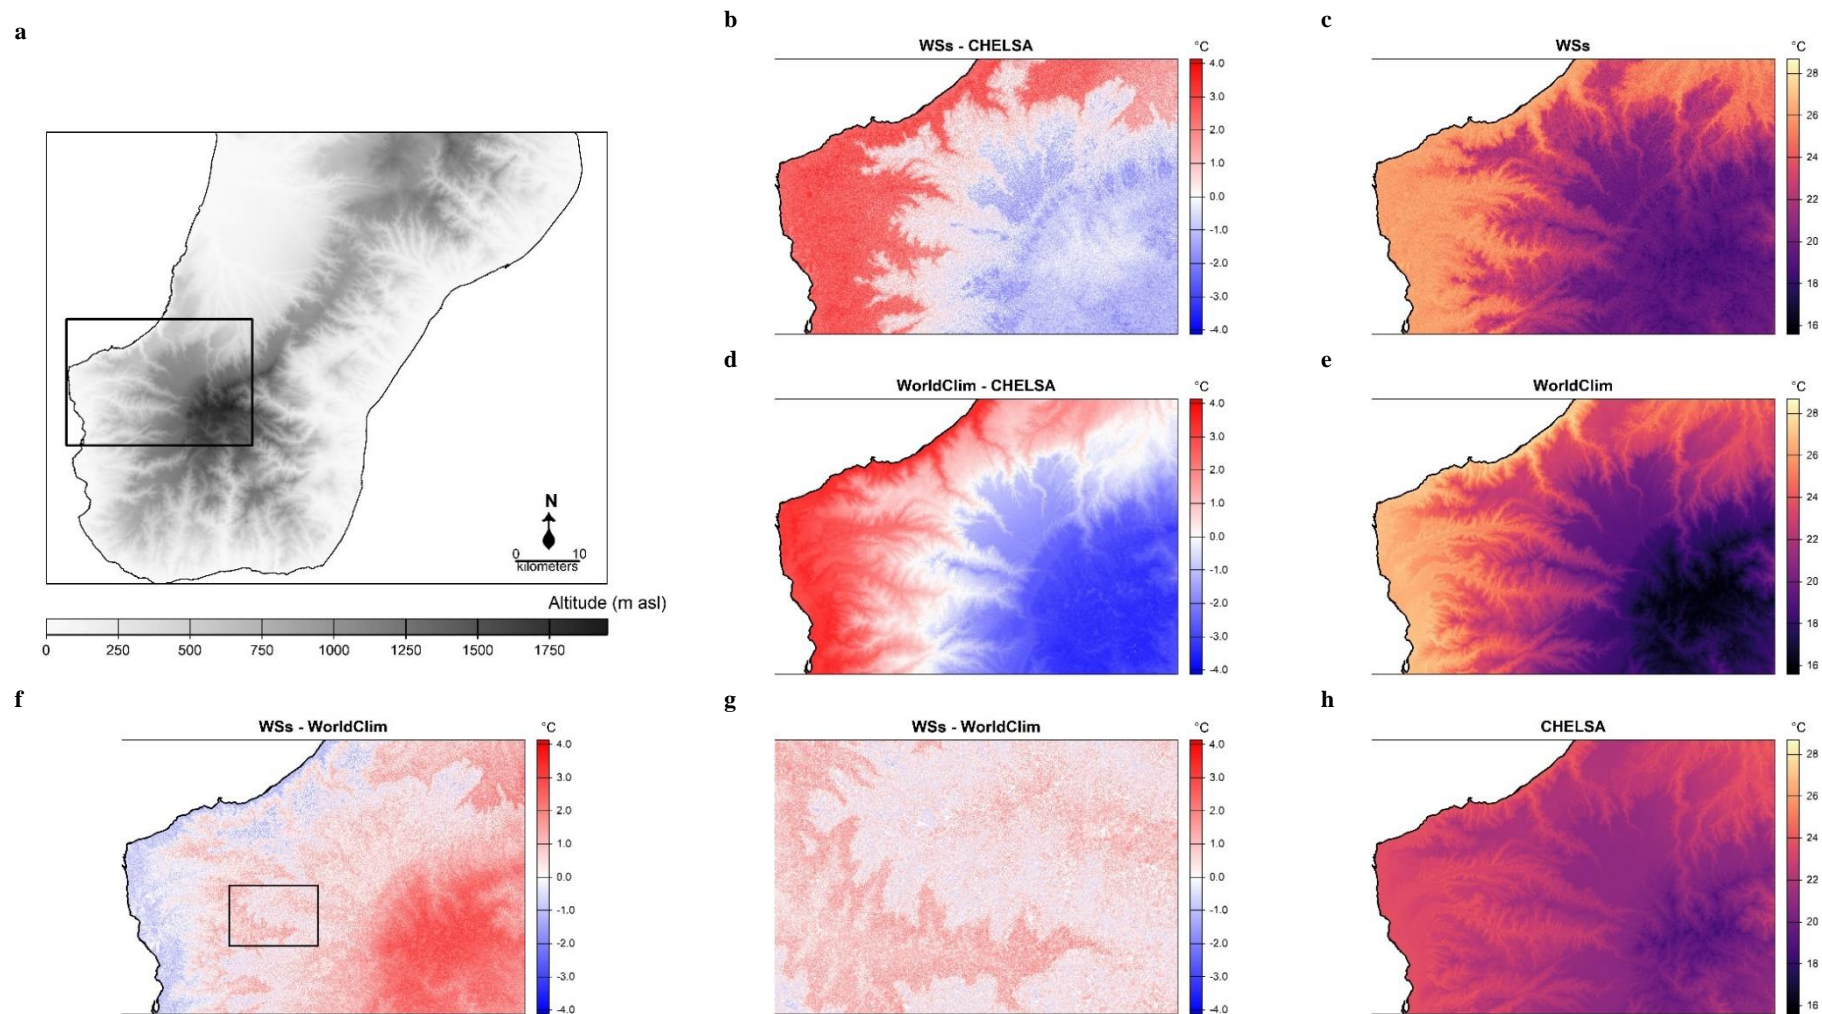 a
N
0 10
kilometers
Altitude (m asl)
0 250 500 750 1000 1250 1500 1750
b
WSs - CHELSA
°C
4.0
3.0
2.0
1.0
0.0
-1.0
-2.0
-3.0
-4.0
c
WSs
°C
28
26
24
22
20
18
16
d
WorldClim - CHELSA
°C
4.0
3.0
2.0
1.0
0.0
-1.0
-2.0
-3.0
-4.0
e
WorldClim
°C
28
26
24
22
20
18
16
f
WSs - WorldClim
°C
4.0
3.0
2.0
1.0
0.0
-1.0
-2.0
-3.0
-4.0
g
WSs - WorldClim
°C
4.0
3.0
2.0
1.0
0.0
-1.0
-2.0
-3.0
-4.0
h
CHELSA
°C
28
26
24
22
20
18
16